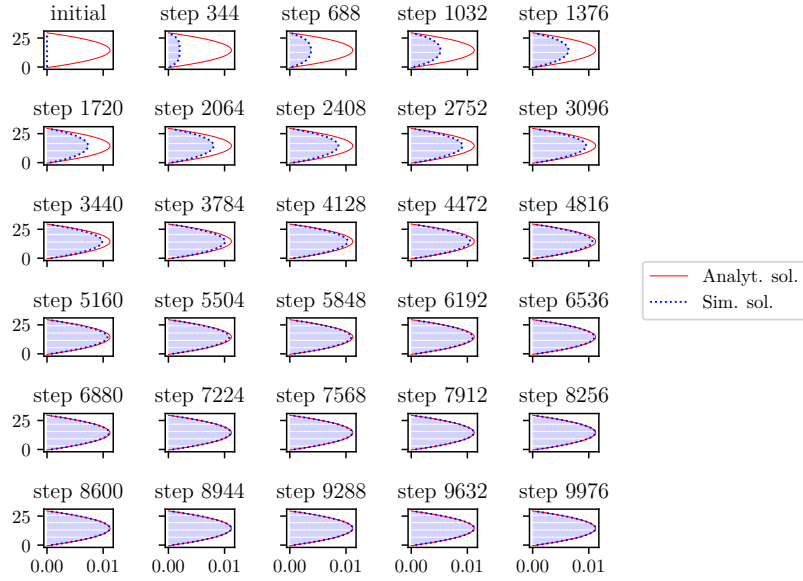 initial step 344 step 688 step 1032 step 1376
25
0
step 1720 step 2064 step 2408 step 2752 step 3096
25
0
step 3440 step 3784 step 4128 step 4472 step 4816
25
0
Analyt. sol.
Sim. sol.
step 5160 step 5504 step 5848 step 6192 step 6536
25
0
step 6880 step 7224 step 7568 step 7912 step 8256
25
0
step 8600 step 8944 step 9288 step 9632 step 9976
25
0
0.00 0.01 0.00 0.01 0.00 0.01 0.00 0.01 0.00 0.01